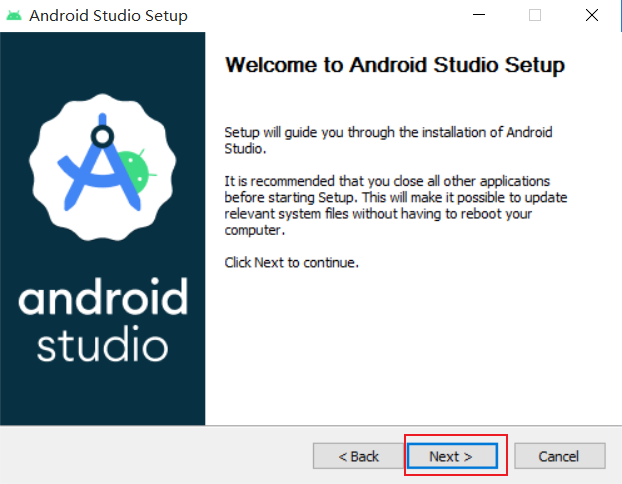 Android Studio Setup
Welcome to Android Studio Setup
Setup will guide you through the installation of Android
Studio.
It is recommended that you close all other applications
before starting Setup. This will make it possible to update
relevant system files without having to reboot your
computer.
Click Next to continue.
android
studio
< Back
Next >
Cancel